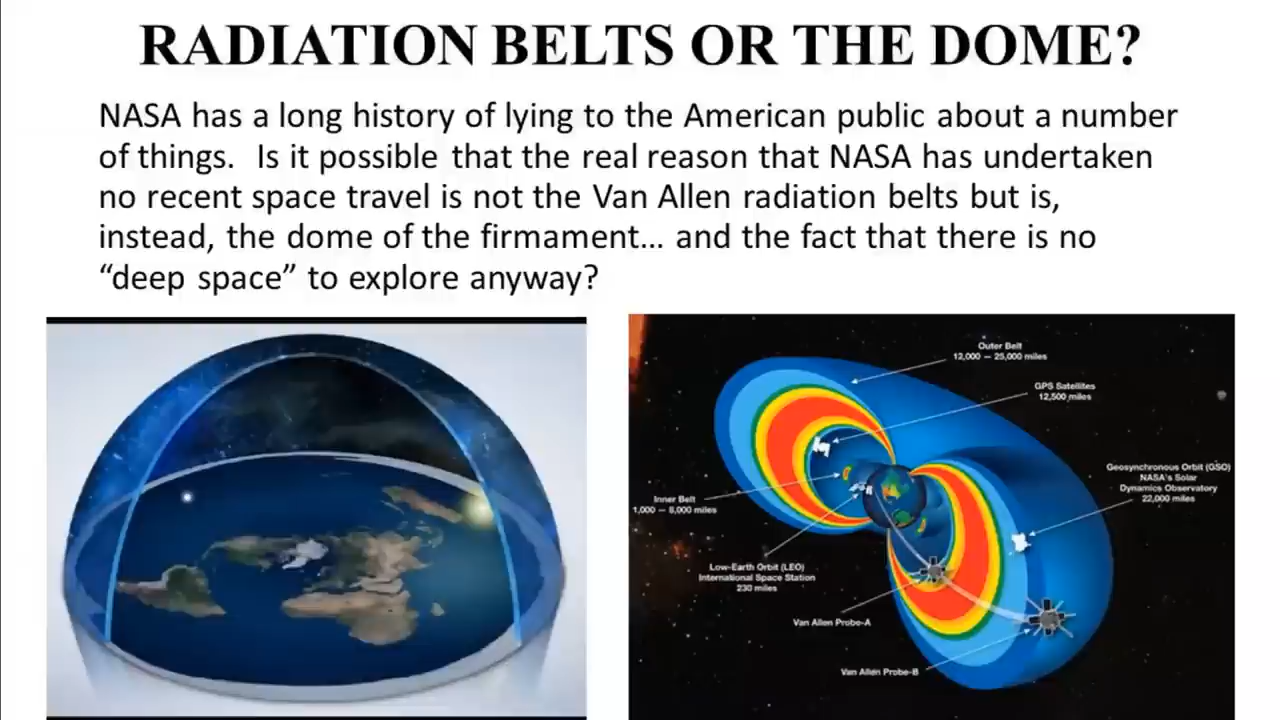 RADIATION BELTS OR THE DOME?
NASA has a long history of lying to the American public about a number
of things.  Is it possible that the real reason that NASA has undertaken
no recent space travel is not the Van Allen radiation belts but is,
instead, the dome of the firmament... and the fact that there is no
“deep space” to explore anyway?
Outer Belt
12,000 — 25,000 miles
GPS Satellites
12,500 miles
Geosynchronous Orbit (GSO)
NASA's Solar
Dynamics Observatory
22,000 miles
Inner Belt
1,000 — 8,000 miles
Low-Earth Orbit (LEO)
International Space Station
230 miles
Van Allen Probe-A
Van Allen Probe-B